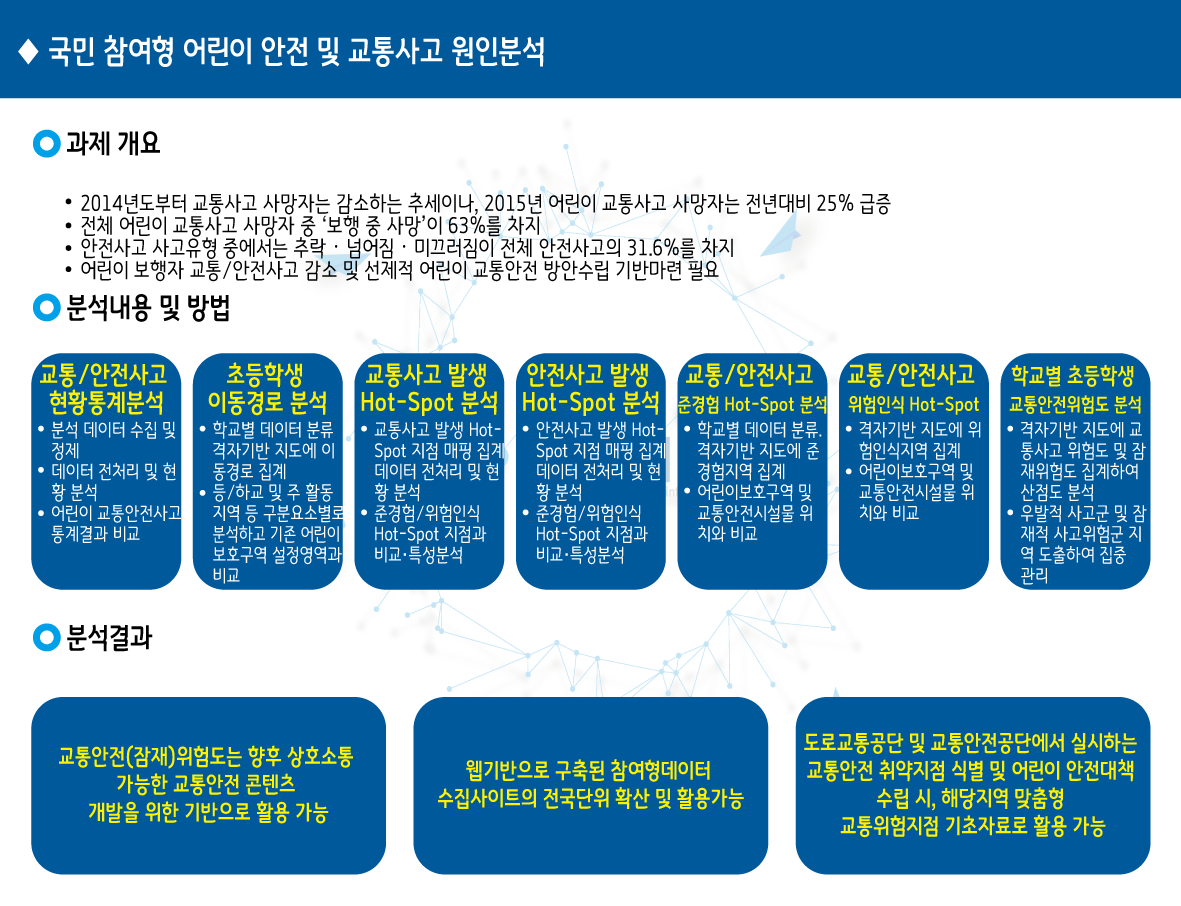 ◆ 국민 참여형 어린이 안전 및 교통사고 원인분석
과제 개요
• 2014년도부터 교통사고 사망자는 감소하는 추세이나, 2015년 어린이 교통사고 사망자는 전년대비 25% 급증
• 전체 어린이 교통사고 사망자 중 ‘보행 중 사망’이 63%를 차지
• 안전사고 사고유형 중에서는 추락 · 넘어짐 · 미끄러짐이 전체 안전사고의 31.6%를 차지
• 어린이 보행자 교통/안전사고 감소 및 선제적 어린이 교통안전 방안수립 기반마련 필요
분석내용 및 방법
교통/안전사고
현황통계분석
• 분석 데이터 수집 및
정제
• 데이터 전처리 및 현
황 분석
• 어린이 교통안전사고
통계결과 비교
초등학생
이동경로 분석
• 학교별 데이터 분류
격자기반 지도에 이
동경로 집계
• 등/하교 및 주 활동
지역 등 구분요소별로
분석하고 기존 어린이
보호구역 설정영역과
비교
교통사고 발생
Hot-Spot 분석
• 교통사고 발생 Hot-
Spot 지점 매핑 집계
데이터 전처리 및 현
황 분석
• 준경험/위험인식
Hot-Spot 지점과
비교·특성분석
안전사고 발생
Hot-Spot 분석
• 안전사고 발생 Hot-
Spot 지점 매핑 집계
데이터 전처리 및 현
황 분석
• 준경험/위험인식
Hot-Spot 지점과
비교·특성분석
교통/안전사고
준경험 Hot-Spot 분석
• 학교별 데이터 분류.
격자기반 지도에 준
경험지역 집계
• 어린이보호구역 및
교통안전시설물 위
치와 비교
교통/안전사고
위험인식 Hot-Spot
• 격자기반 지도에 위
험인식지역 집계
• 어린이보호구역 및
교통안전시설물 위
치와 비교
학교별 초등학생
교통안전위험도 분석
• 격자기반 지도에 교
통사고 위험도 및 잠
재위험도 집계하여
산점도 분석
• 우발적 사고군 및 잠
재적 사고위험군 지
역 도출하여 집중
관리
분석결과
교통안전(잠재)위험도는 향후 상호소통
가능한 교통안전 콘텐츠
개발을 위한 기반으로 활용 가능
웹기반으로 구축된 참여형데이터
수집사이트의 전국단위 확산 및 활용가능
도로교통공단 및 교통안전공단에서 실시하는
교통안전 취약지점 식별 및 어린이 안전대책
수립 시, 해당지역 맞춤형
교통위험지점 기초자료로 활용 가능